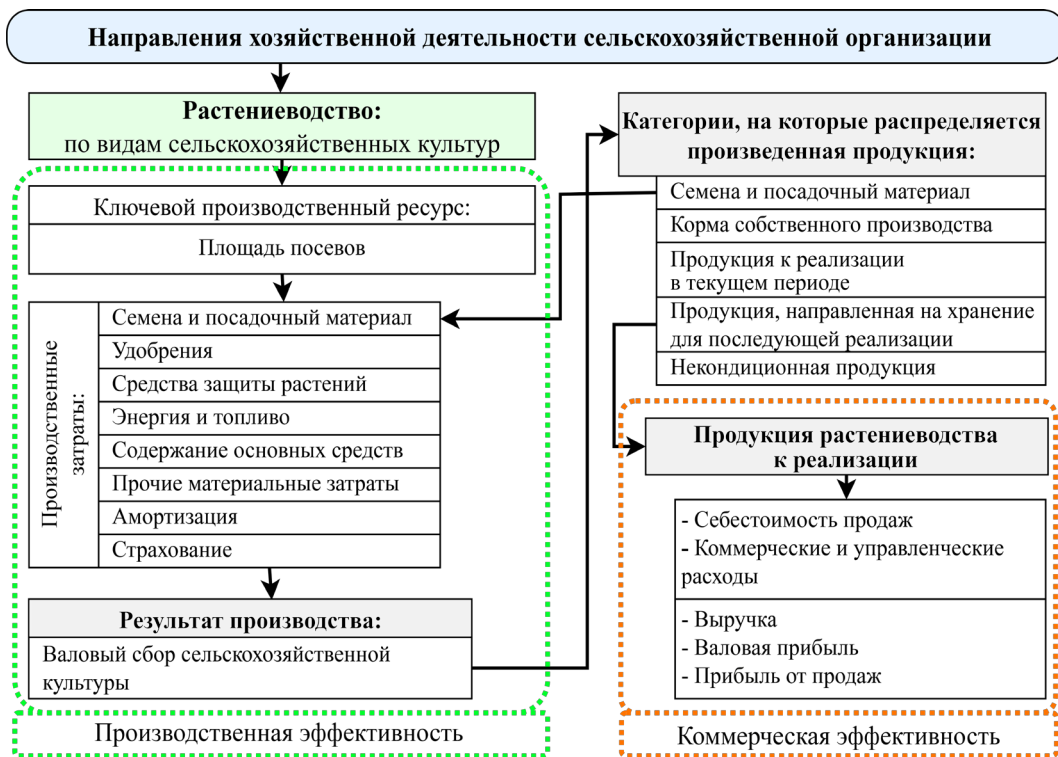 Направления хозяйственной деятельности сельскохозяйственной организации
Растениеводство:
по видам сельскохозяйственных культур
Ключевой производственный ресурс:
Площадь посевов
Производственные
затраты:
Семена и посадочный материал
Удобрения
Средства защиты растений
Энергия и топливо
Содержание основных средств
Прочие материальные затраты
Амортизация
Страхование
Результат производства:
Валовый сбор сельскохозяйственной
культуры
Производственная эффективность
Категории, на которые распределяется
произведенная продукция:
Семена и посадочный материал
Корма собственного производства
Продукция к реализации
в текущем периоде
Продукция, направленная на хранение
для последующей реализации
Некондиционная продукция
Продукция растениеводства
к реализации
- Себестоимость продаж
- Коммерческие и управленческие
расходы
- Выручка
- Валовая прибыль
- Прибыль от продаж
Коммерческая эффективность